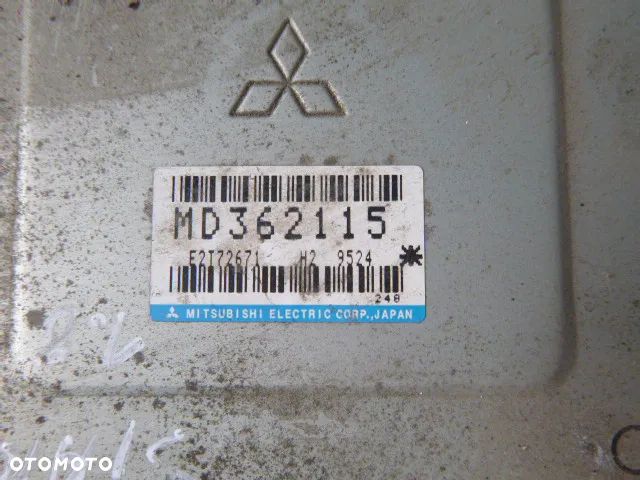 MD362115
E2T72671 H2 9524 *
248
MITSUBISHI ELECTRIC CORP.,JAPAN
OTOMOTO